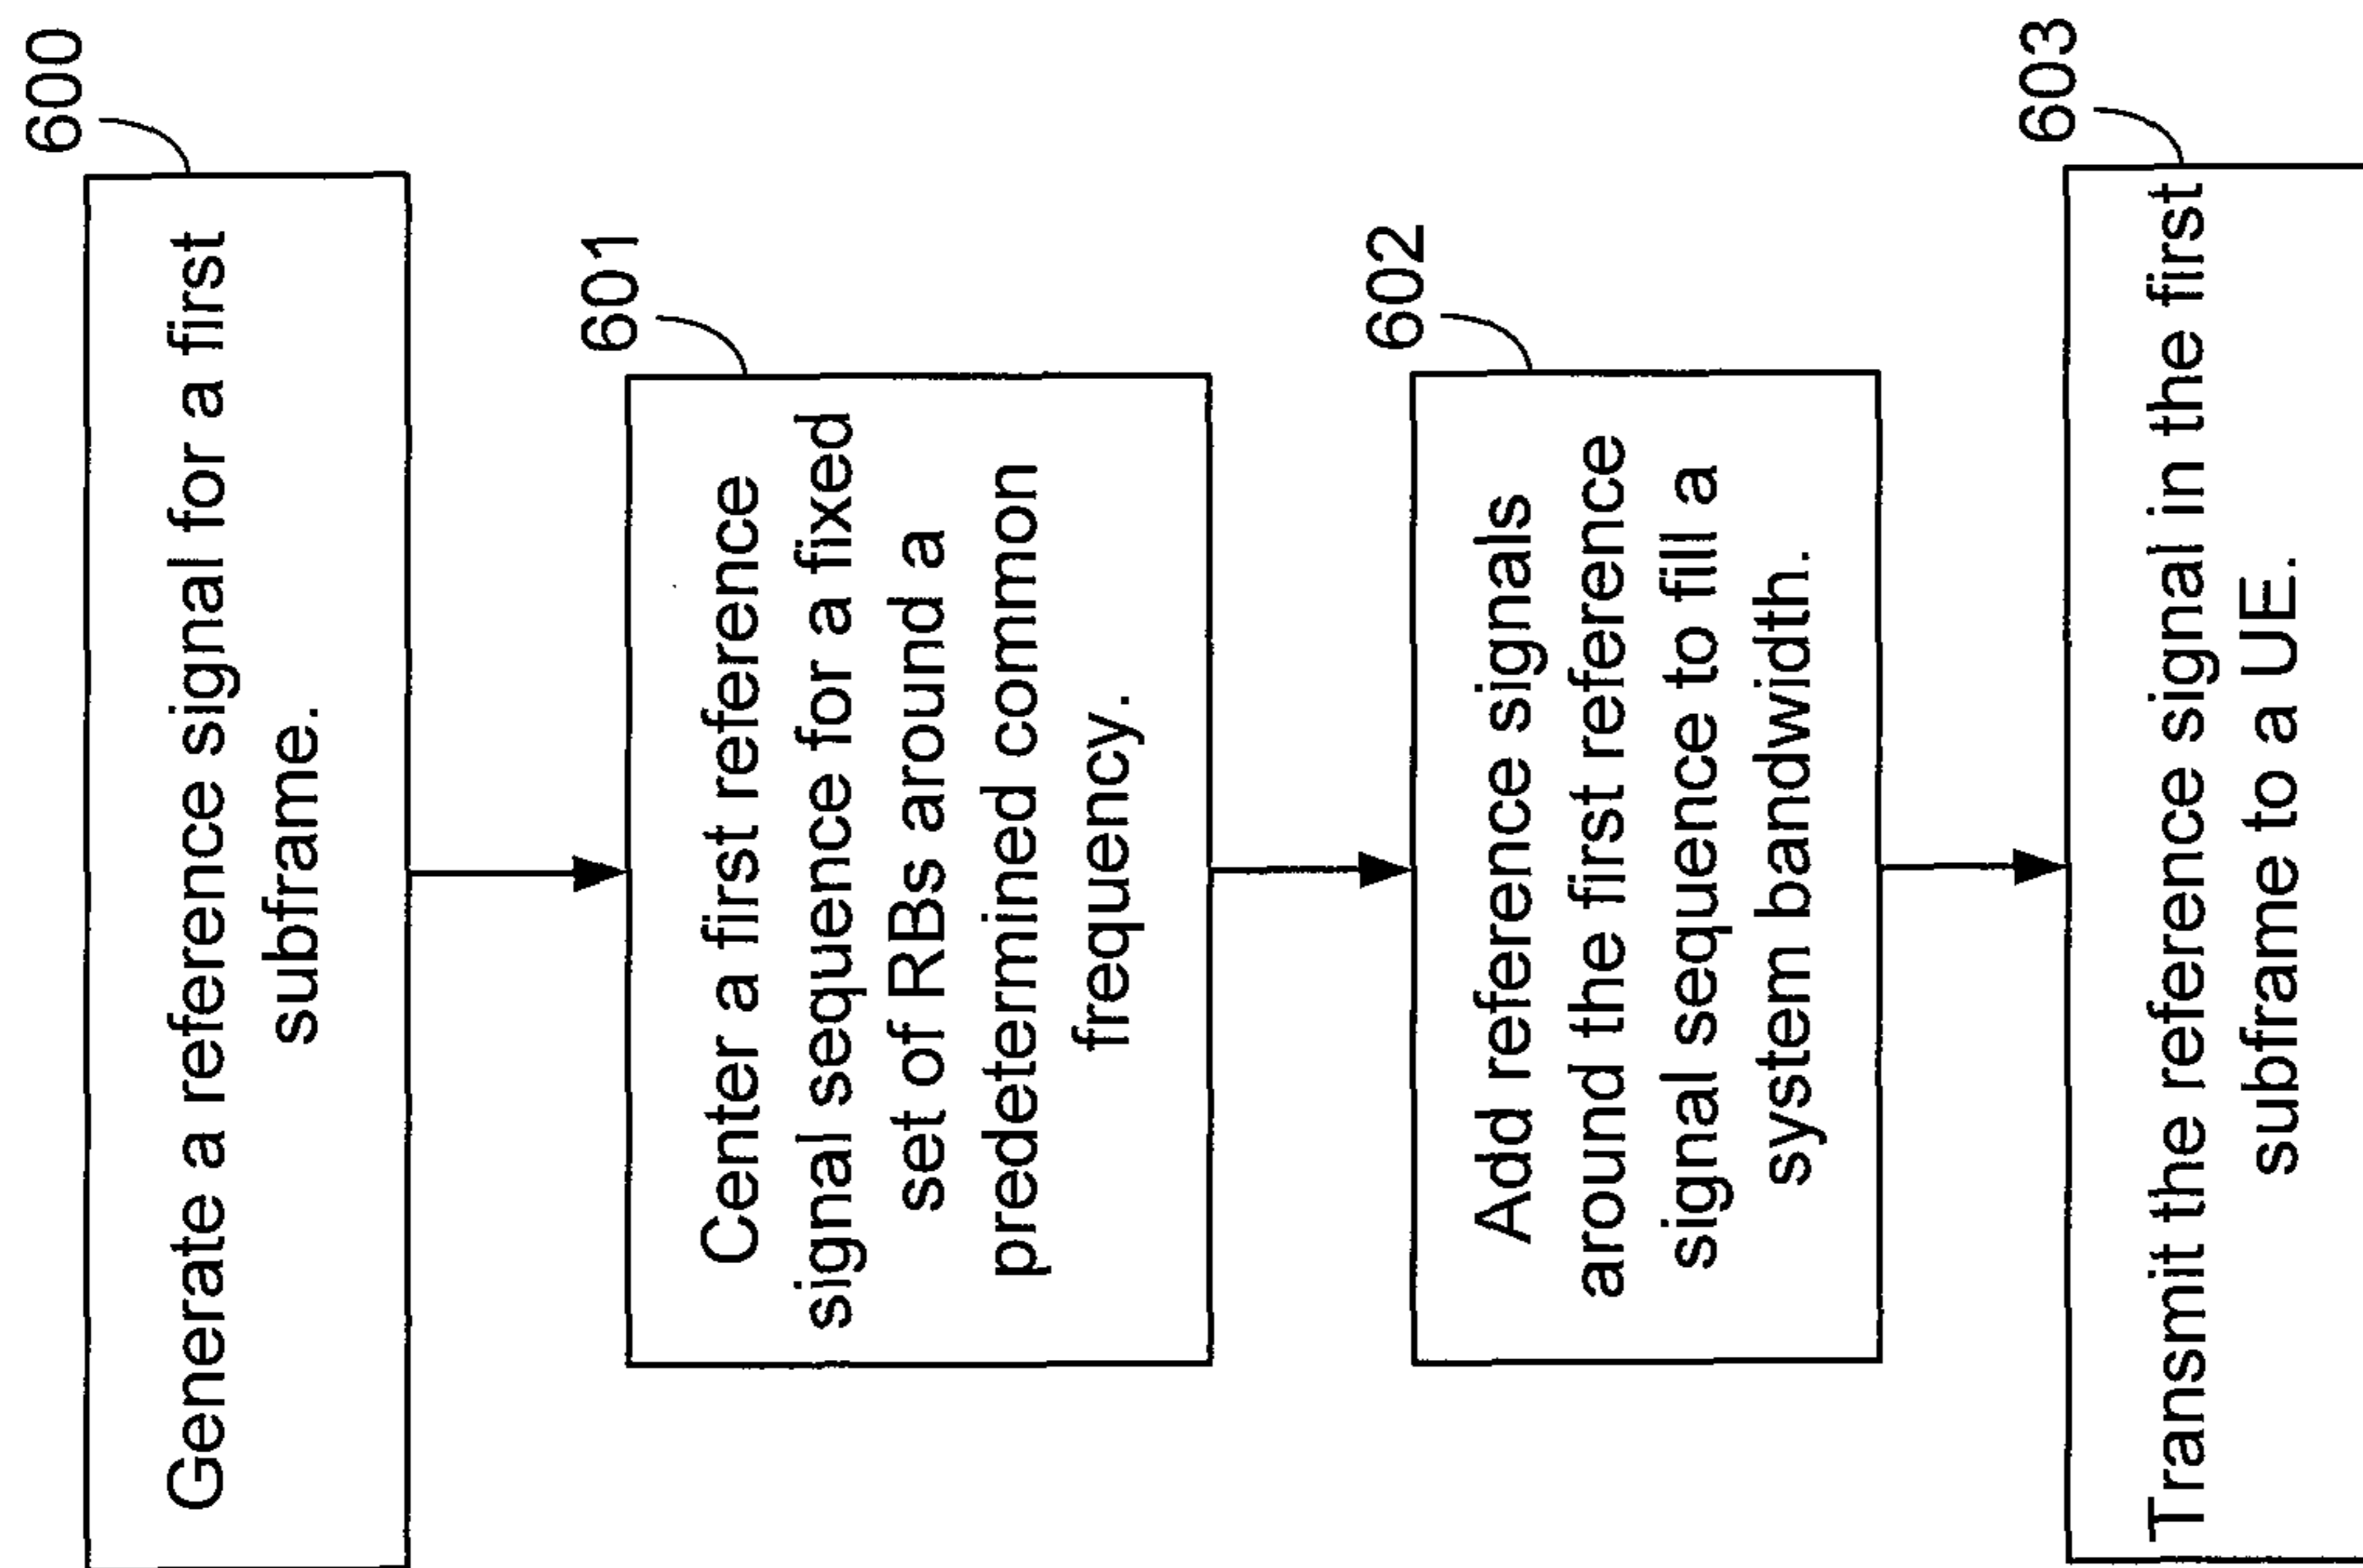 600
Generate a reference signal for a first
subframe.
601
Center a first reference
signal sequence for a fixed
set of RBs around a
predetermined common
frequency.
602
Add reference signals
around the first reference
signal sequence to fill a
system bandwidth.
603
Transmit the reference signal in the first
subframe to a UE.